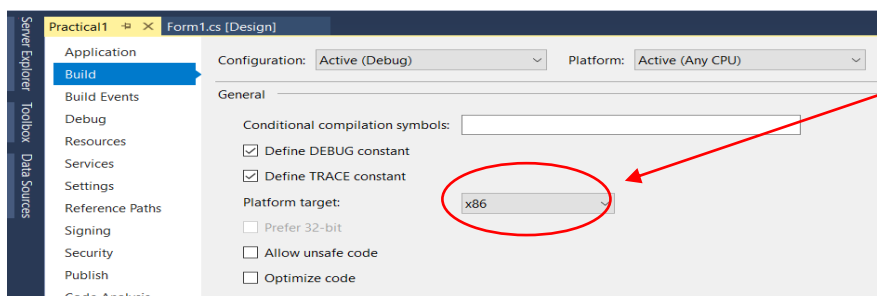 Server Explorer
Toolbox
Data Sources
Practical1
Form1.cs [Design]
Application
Build
Build Events
Debug
Resources
Services
Settings
Reference Paths
Signing
Security
Publish
Code Analysis
Configuration: Active (Debug) Platform: Active (Any CPU)
General
Conditional compilation symbols:
Define DEBUG constant
Define TRACE constant
Platform target: x86
Prefer 32-bit
Allow unsafe code
Optimize code